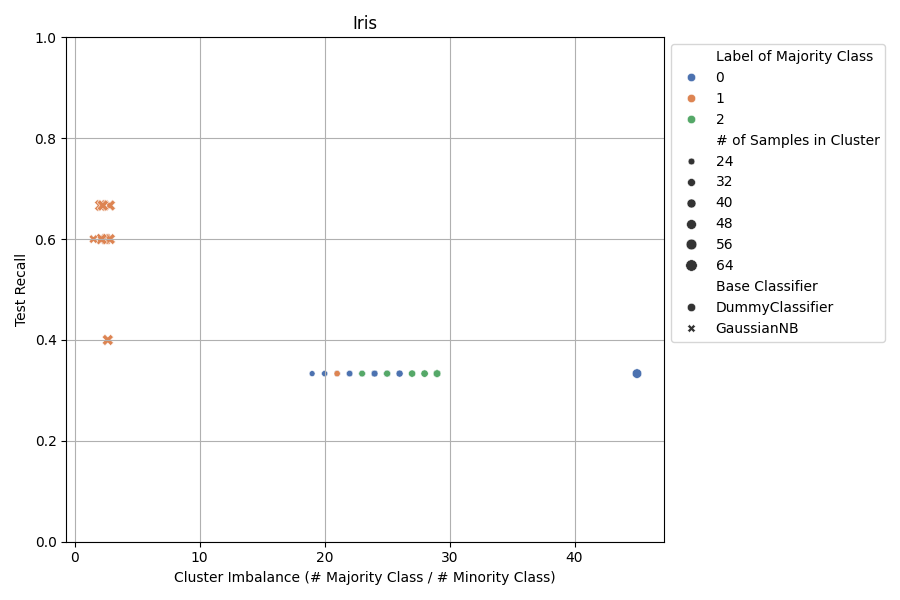 Iris
1.0
0.8
0.6
0.4
0.2
0.0
Test Recall
0
10
20
30
40
Cluster Imbalance (# Majority Class / # Minority Class)
Label of Majority Class
0
1
2
# of Samples in Cluster
24
32
40
48
56
64
Base Classifier
DummyClassifier
GaussianNB